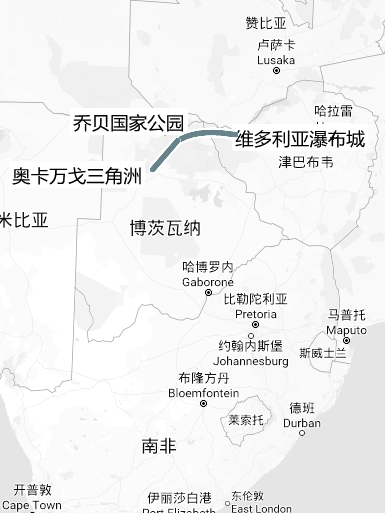 赞比亚
卢萨卡
Lusaka
哈拉雷
乔贝国家公园
维多利亚瀑布城
津巴布韦
奥卡万戈三角洲
米比亚
博茨瓦纳
哈博罗内
Gaborone
比勒陀利亚
Pretoria
马普托
Maputo
约翰内斯堡
Johannesburg
斯威士兰
布隆方丹
Bloemfontein
莱索托
德班
Durban
南非
开普敦
Cape Town
伊丽莎白港
Port Elizabeth
东伦敦
East London